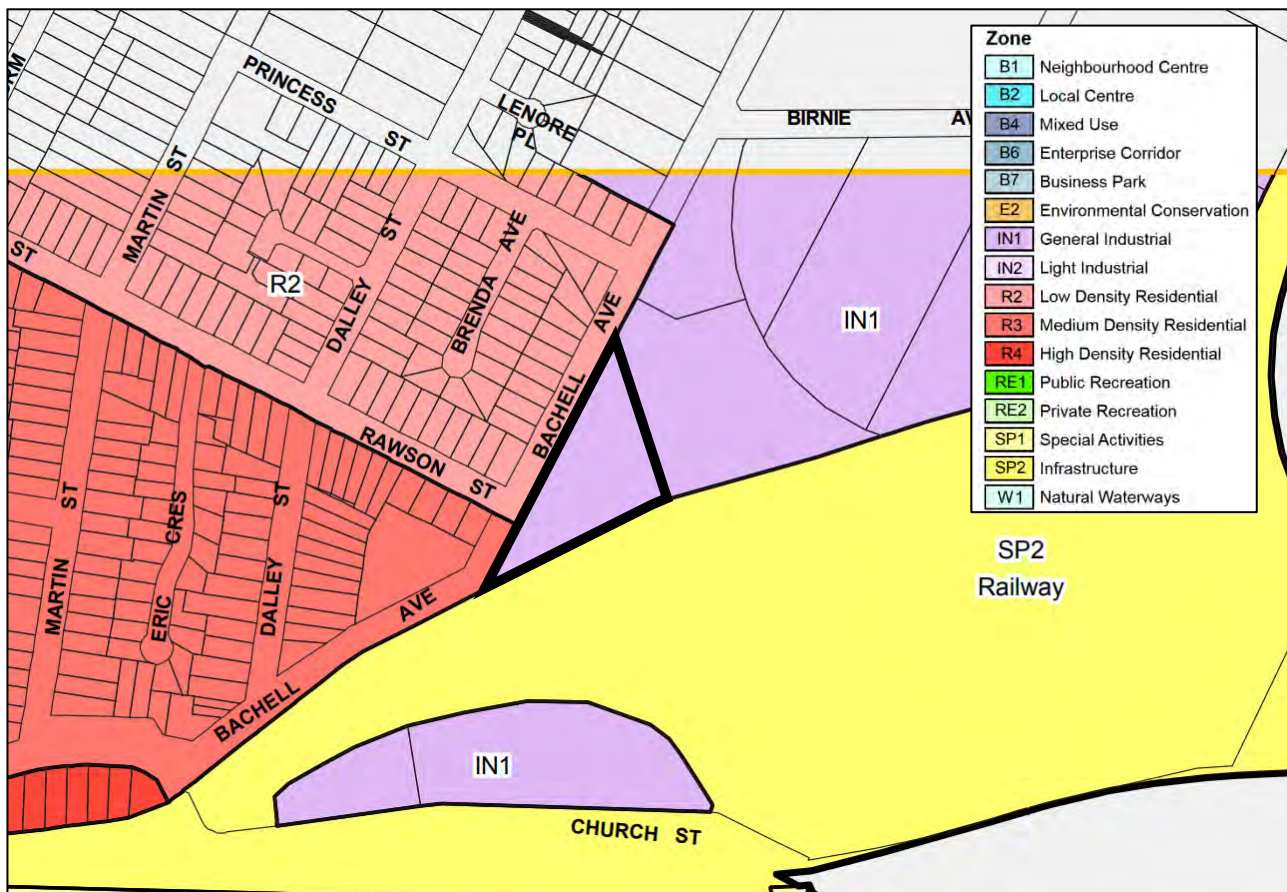 PRINCESS
ST
LENORE
PL
BIRNIE
AV
MARTIN ST
ST
R2
DALLEY
ST
BRENDA AVE
BACHELL AVE
RAWSON ST
IN1
MARTIN ST
ERIC CRES
DALLEY ST
BACHELL
AVE
SP2
Railway
IN1
CHURCH ST
Zone
B1 Neighbourhood Centre
B2 Local Centre
B4 Mixed Use
B6 Enterprise Corridor
B7 Business Park
E2 Environmental Conservation
IN1 General Industrial
IN2 Light Industrial
R2 Low Density Residential
R3 Medium Density Residential
R4 High Density Residential
RE1 Public Recreation
RE2 Private Recreation
SP1 Special Activities
SP2 Infrastructure
W1 Natural Waterways